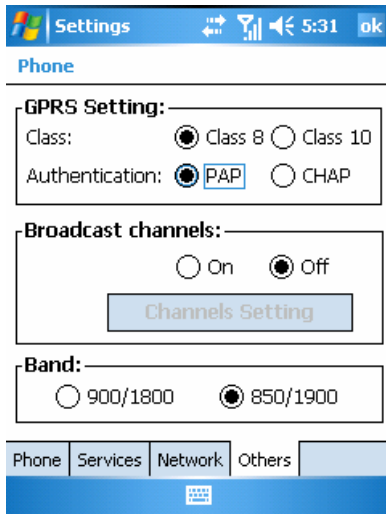 Settings 5:31 ok
Phone
GPRS Setting:
Class: Class 8 Class 10
Authentication: PAP CHAP
Broadcast channels:
On Off
Channels Setting
Band:
900/1800 850/1900
Phone Services Network Others